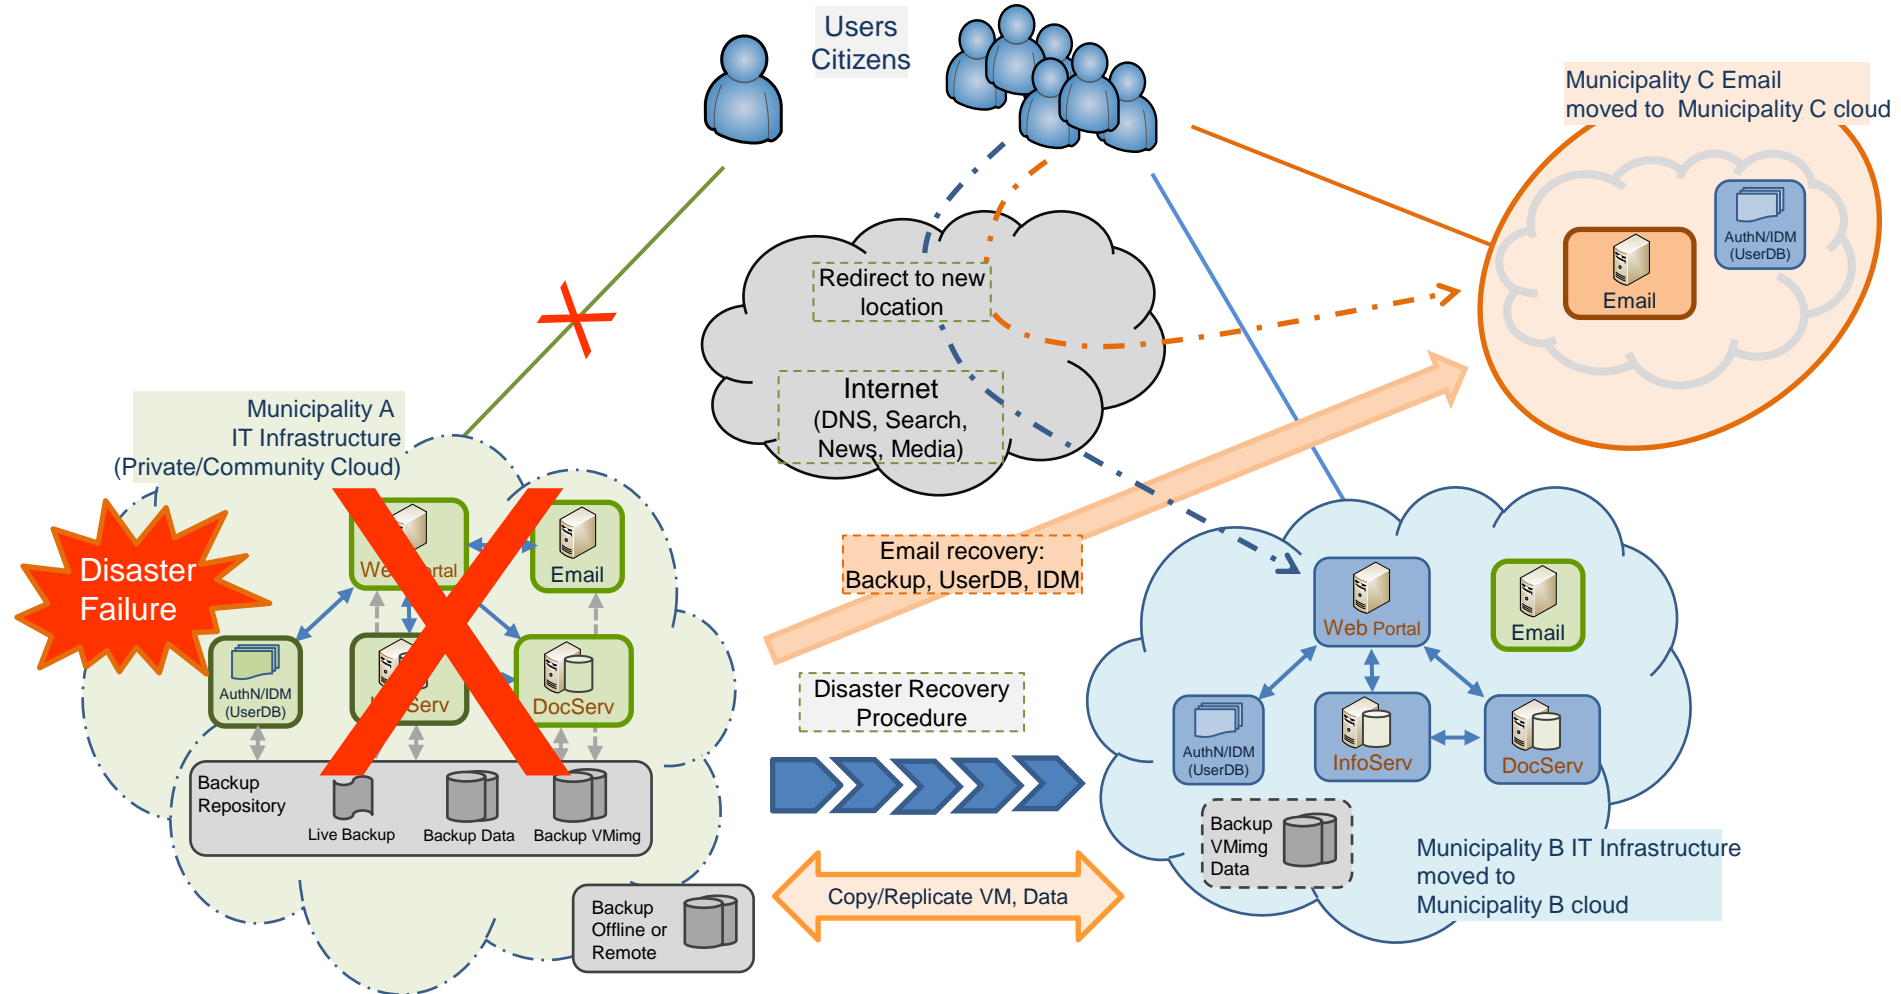 Users
Citizens
Municipality C Email
moved to Municipality C cloud
AuthN/IDM
(UserDB)
Email
Redirect to new
location
Internet
(DNS, Search,
News, Media)
Municipality A
IT Infrastructure
(Private/Community Cloud)
Disaster
Failure
Email
AuthN/IDM
(UserDB)
DocServ
Backup
Repository
Live Backup
Backup Data
Backup VMimg
Backup
Offline or
Remote
Email recovery:
Backup, UserDB, IDM
Disaster Recovery
Procedure
Copy/Replicate VM, Data
Web Portal
Email
AuthN/IDM
(UserDB)
InfoServ
DocServ
Backup
VMimg
Data
Municipality B IT Infrastructure
moved to
Municipality B cloud